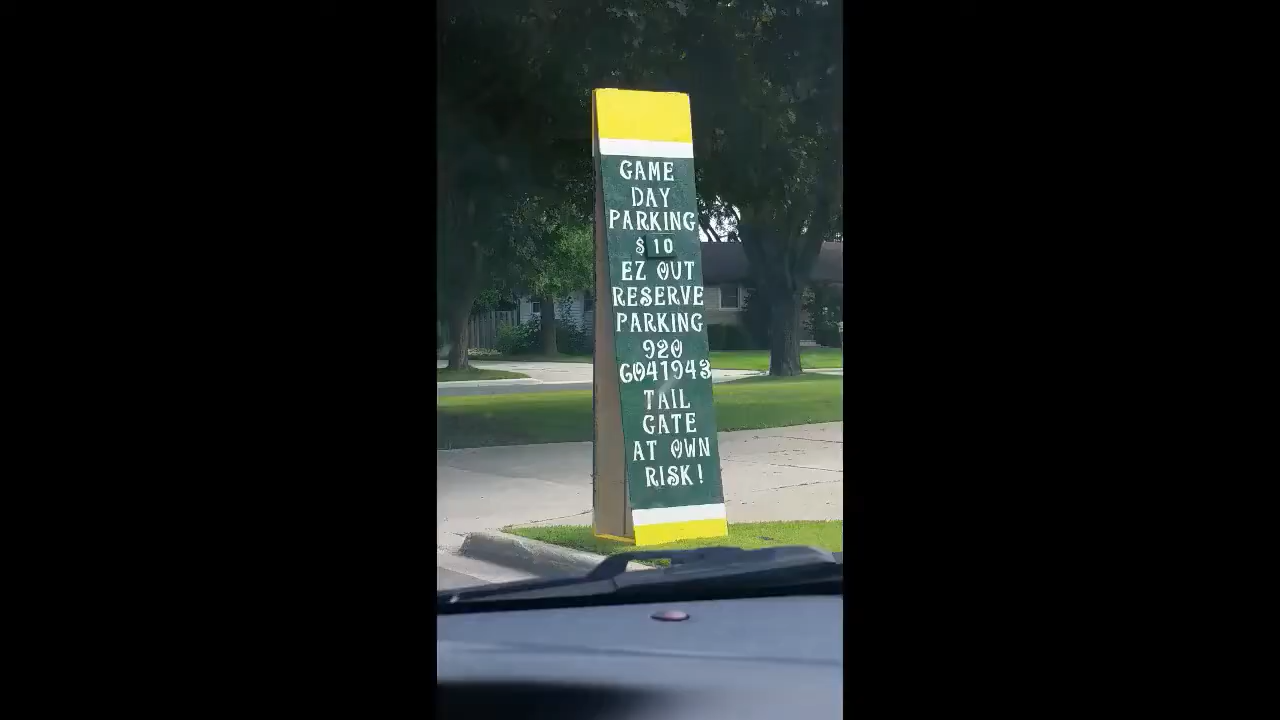 GAME
DAY
PARKING
$10
EZ OUT
RESERVE
PARKING
920
6041943
TAIL
GATE
AT OWN
RISK!